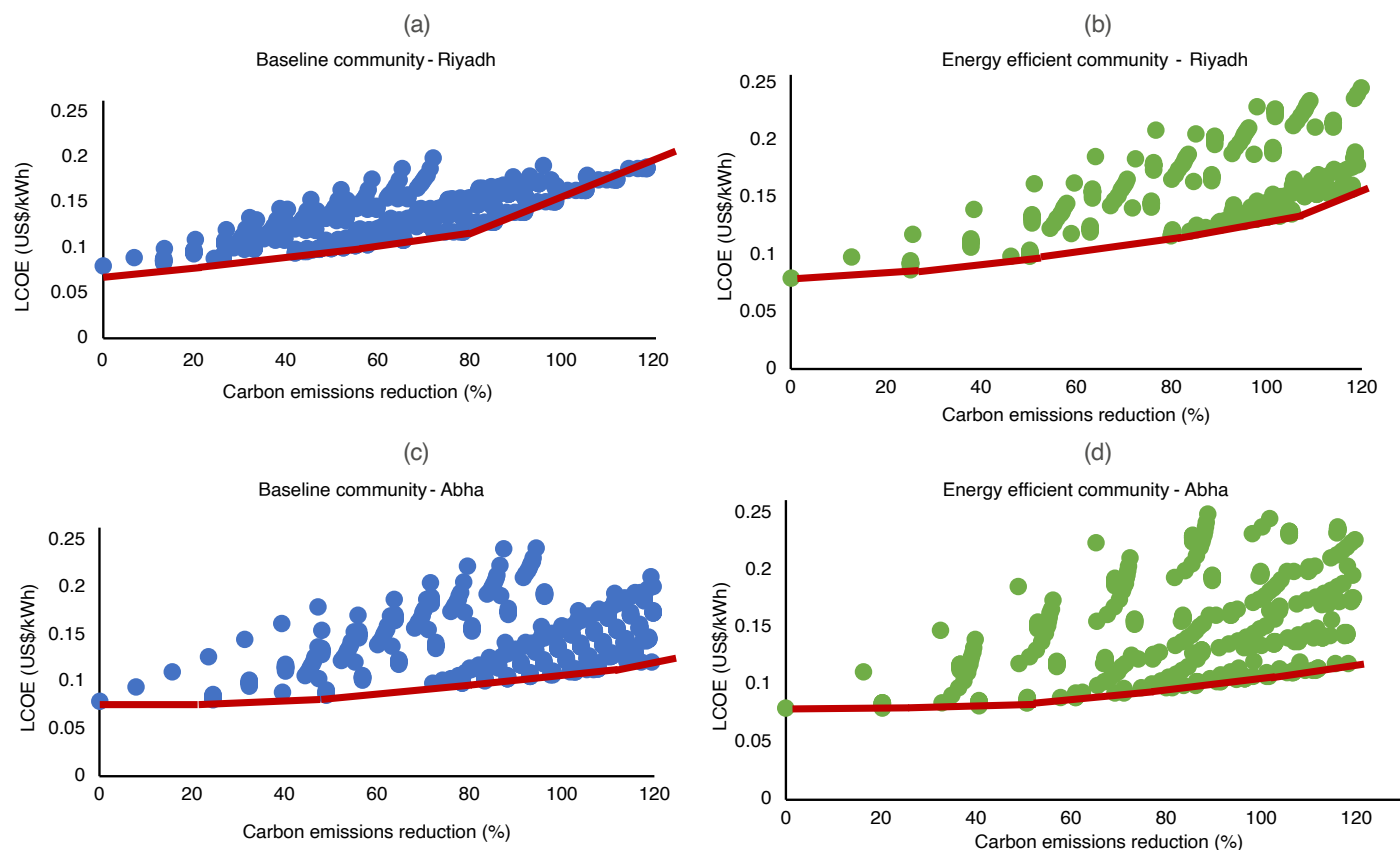 (a)
Baseline community - Riyadh
LCOE (US$/kWh)
0.25
0.2
0.15
0.1
0.05
0
0 20 40 60 80 100 120
Carbon emissions reduction (%)
(b)
Energy efficient community - Riyadh
LCOE (US$/kWh)
0.25
0.2
0.15
0.1
0.05
0
0 20 40 60 80 100 120
Carbon emissions reduction (%)
(c)
Baseline community - Abha
LCOE (US$/kWh)
0.25
0.2
0.15
0.1
0.05
0
0 20 40 60 80 100 120
Carbon emissions reduction (%)
(d)
Energy efficient community - Abha
LCOE (US$/kWh)
0.25
0.2
0.15
0.1
0.05
0
0 20 40 60 80 100 120
Carbon emissions reduction (%)